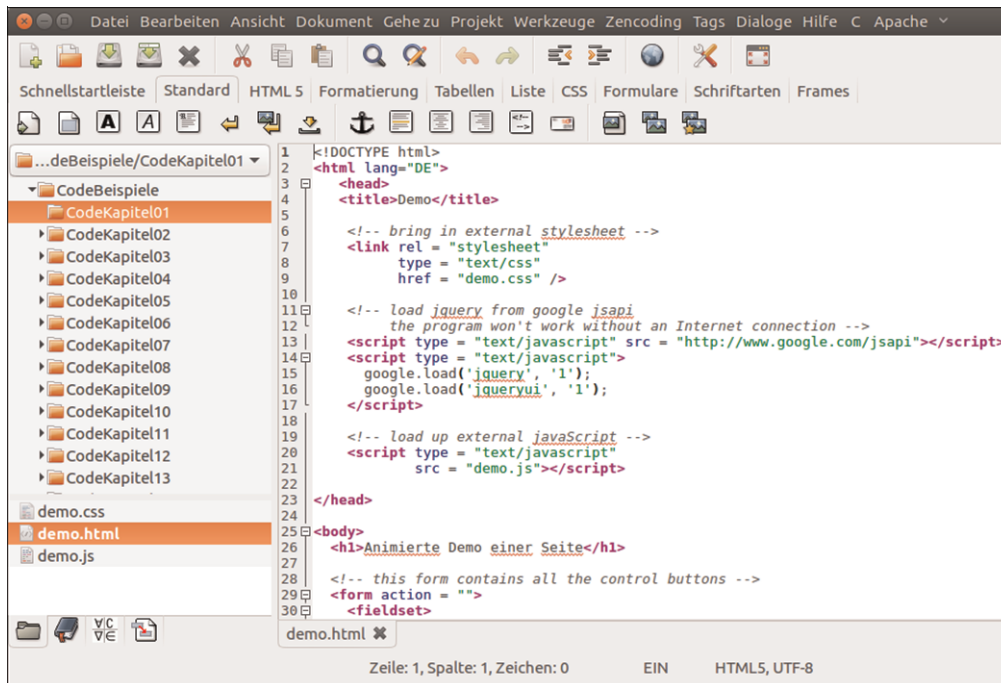 Datei Bearbeiten Ansicht Dokument Gehe zu Projekt Werkzeuge Zencoding Tags Dialoge Hilfe C Apache
Schnellstartleiste Standard HTML 5 Formatierung Tabellen Liste CSS Formulare Schriftarten Frames
...deBeispiele/CodeKapitel01
CodeBeispiele
CodeKapitel01
CodeKapitel02
CodeKapitel03
CodeKapitel04
CodeKapitel05
CodeKapitel06
CodeKapitel07
CodeKapitel08
CodeKapitel09
CodeKapitel10
CodeKapitel11
CodeKapitel12
CodeKapitel13
demo.css
demo.html
demo.js
1 <!DOCTYPE html>
2 <html lang="DE">
3 <head>
4 <title>Demo</title>
5
6 <!-- bring in external stylesheet -->
7 <link rel = "stylesheet"
8 type = "text/css"
9 href = "demo.css" />
10
11 <!-- load jquery from google jsapi
12 the program won't work without an Internet connection -->
13 <script type = "text/javascript" src = "http://www.google.com/jsapi"></script>
14 <script type = "text/javascript">
15 google.load('jquery', '1');
16 google.load('jqueryui', '1');
17 </script>
18
19 <!-- load up external javaScript -->
20 <script type = "text/javascript"
21 src = "demo.js"></script>
22
23 </head>
24
25 <body>
26 <h1>Animierte Demo einer Seite</h1>
27
28 <!-- this form contains all the control buttons -->
29 <form action = "">
30 <fieldset>
demo.html
Zeile: 1, Spalte: 1, Zeichen: 0 EIN HTML5, UTF-8